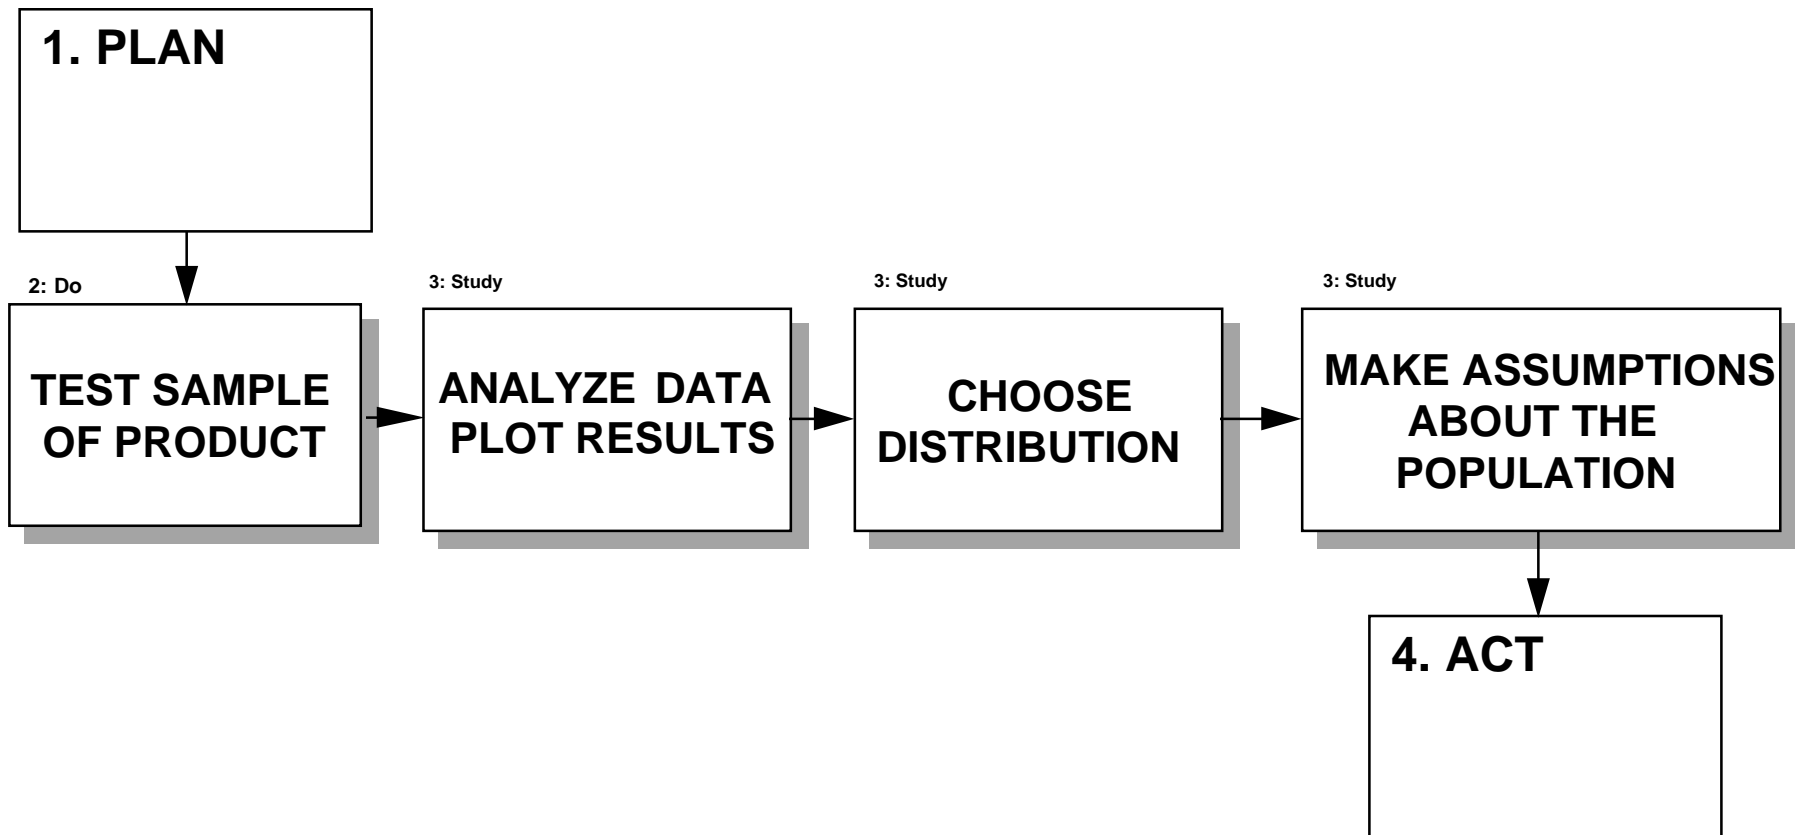 1. PLAN
2: Do
TEST SAMPLE
OF PRODUCT
3: Study
ANALYZE DATA
PLOT RESULTS
3: Study
CHOOSE
DISTRIBUTION
3: Study
MAKE ASSUMPTIONS
ABOUT THE
POPULATION
4. ACT